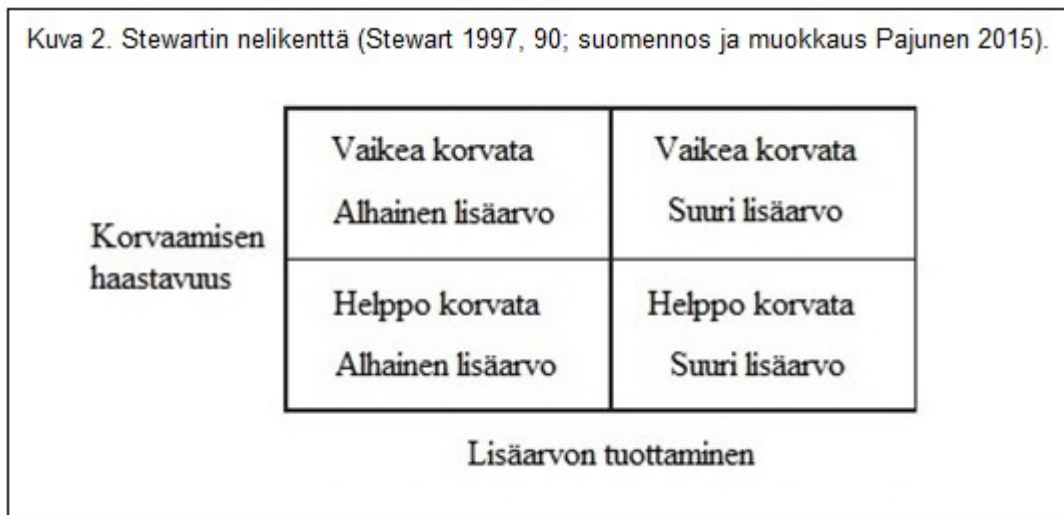 Kuva 2. Stewartin nelikenttä (Stewart 1997, 90; suomennos ja muokkaus Pajunen 2015).
Vaikea korvata
Alhainen lisäarvo
Vaikea korvata
Suuri lisäarvo
Korvaamisen
haastavuus
Helppo korvata
Alhainen lisäarvo
Helppo korvata
Suuri lisäarvo
Lisäarvon tuottaminen